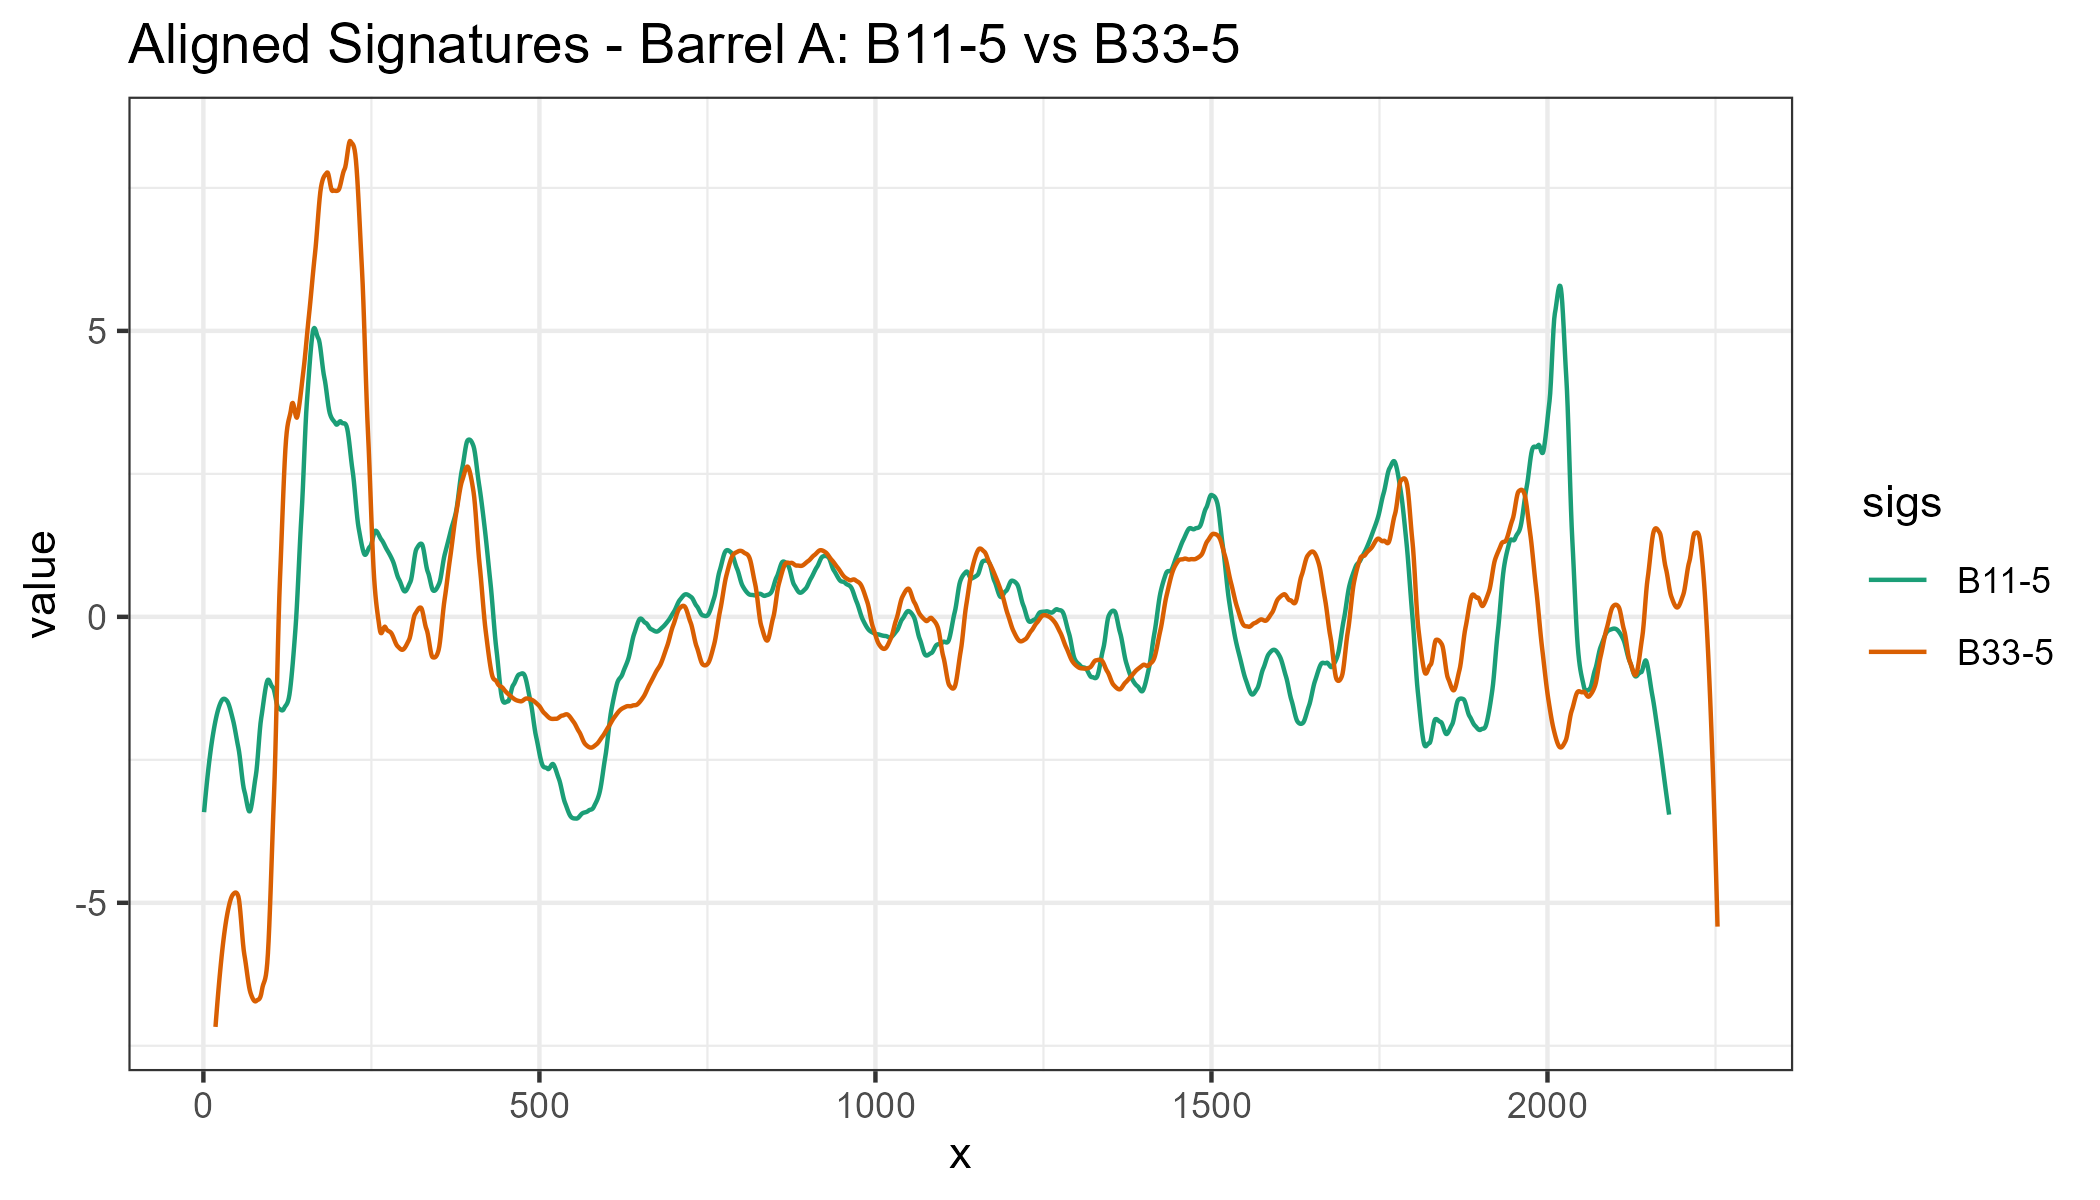 Aligned Signatures - Barrel A: B11-5 vs B33-5
value
5
0
-5
0 500 1000 1500 2000
x
sigs
B11-5
B33-5